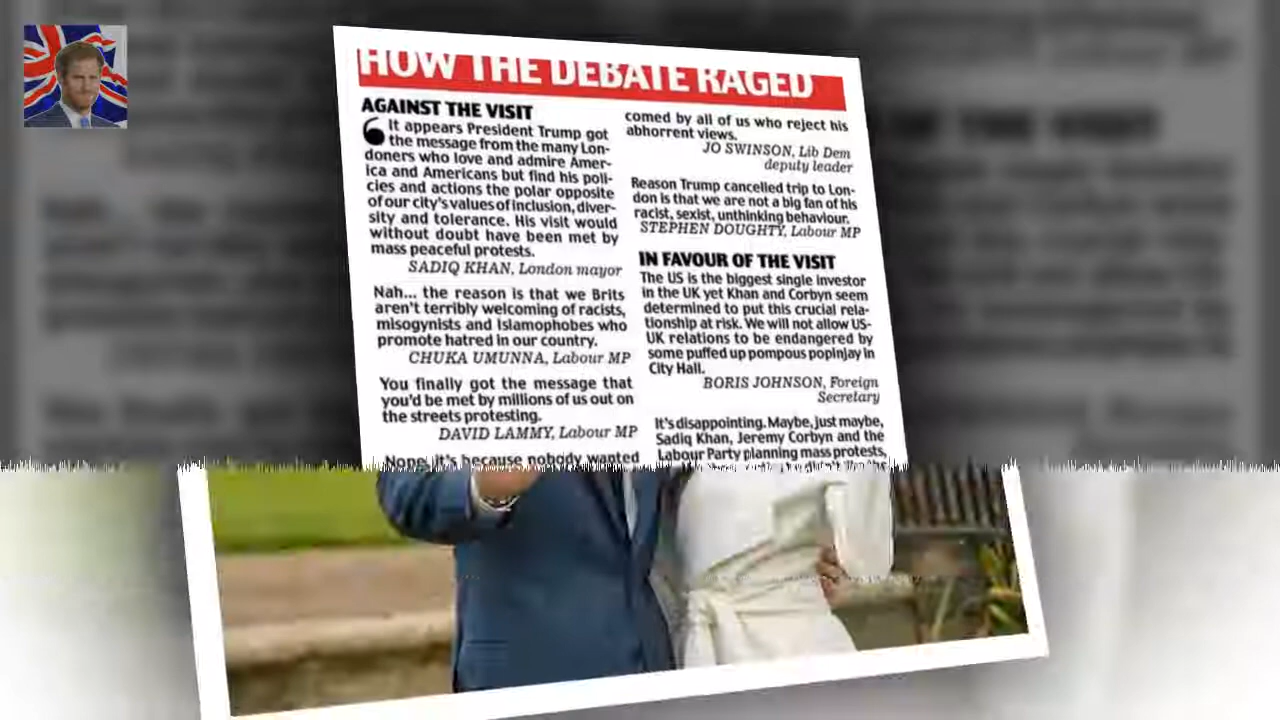 HOW THE DEBATE RAGED
AGAINST THE VISIT
It appears President Trump got
the message from the many Lon-
doners who love and admire Amer-
ica and Americans but find his poli-
cies and actions the polar opposite
of our city's values of inclusion, diver-
sity and tolerance. His visit would
without doubt have been met by
mass peaceful protests.
SADIQ KHAN, London mayor
Nah... the reason is that we Brits
aren't terribly welcoming of racists,
misogynists and Islamophobes who
promote hatred in our country.
CHUKA UMUNNA, Labour MP
You finally got the message that
you'd be met by millions of us out on
the streets protesting.
DAVID LAMMY, Labour MP
None, it's because nobody wanted
comed by all of us who reject his
abhorrent views.
JO SWINSON, Lib Dem
deputy leader
Reason Trump cancelled trip to Lon-
don is that we are not a big fan of his
racist, sexist, unthinking behaviour.
STEPHEN DOUGHTY, Labour MP
IN FAVOUR OF THE VISIT
The US is the biggest single investor
in the UK yet Khan and Corbyn seem
determined to put this crucial rela-
tionship at risk. We will not allow US-
UK relations to be endangered by
some puffed up pompous popinjay in
City Hall.
BORIS JOHNSON, Foreign
Secretary
It's disappointing. Maybe, just maybe,
Sadiq Khan, Jeremy Corbyn and the
Labour Party planning mass protests,